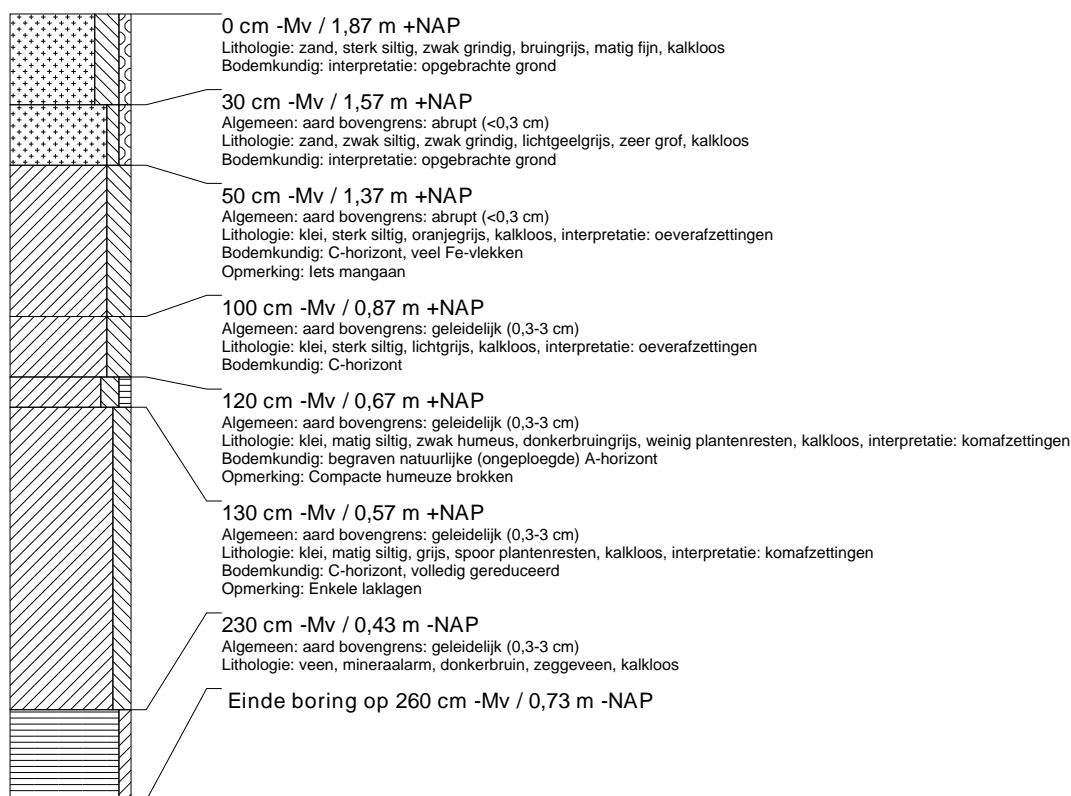 0 cm -Mv / 1,87 m +NAP
Lithologie: zand, sterk siltig, zwak grindig, bruingrijs, matig fijn, kalkloos
Bodemkundig: interpretatie: opgebrachte grond
30 cm -Mv / 1,57 m +NAP
Algemeen: aard bovengrens: abrupt (<0,3 cm)
Lithologie: zand, zwak siltig, zwak grindig, lichtgeelgrijs, zeer grof, kalkloos
Bodemkundig: interpretatie: opgebrachte grond
50 cm -Mv / 1,37 m +NAP
Algemeen: aard bovengrens: abrupt (<0,3 cm)
Lithologie: klei, sterk siltig, oranjegrijs, kalkloos, interpretatie: oeverafzettingen
Bodemkundig: C-horizont, veel Fe-vlekken
Opmerking: Iets mangaan
100 cm -Mv / 0,87 m +NAP
Algemeen: aard bovengrens: geleidelijk (0,3-3 cm)
Lithologie: klei, sterk siltig, lichtgrijs, kalkloos, interpretatie: oeverafzettingen
Bodemkundig: C-horizont
120 cm -Mv / 0,67 m +NAP
Algemeen: aard bovengrens: geleidelijk (0,3-3 cm)
Lithologie: klei, matig siltig, zwak humeus, donkerbruingrijs, weinig plantenresten, kalkloos, interpretatie: komafzettingen
Bodemkundig: begraven natuurlijke (ongeploegde) A-horizont
Opmerking: Compacte humeuze brokken
130 cm -Mv / 0,57 m +NAP
Algemeen: aard bovengrens: geleidelijk (0,3-3 cm)
Lithologie: klei, matig siltig, grijs, spoor plantenresten, kalkloos, interpretatie: komafzettingen
Bodemkundig: C-horizont, volledig gereduceerd
Opmerking: Enkele laklagen
230 cm -Mv / 0,43 m -NAP
Algemeen: aard bovengrens: geleidelijk (0,3-3 cm)
Lithologie: veen, mineraalarm, donkerbruin, zeggeveen, kalkloos
Einde boring op 260 cm -Mv / 0,73 m -NAP